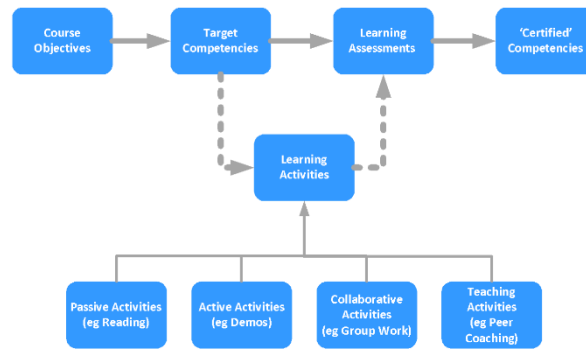 Course
Objectives
Target
Competencies
Learning
Assessments
‘Certified’
Competencies
Learning
Activities
Passive Activities
(eg Reading)
Active Activities
(eg Demos)
Collaborative
Activities
(eg Group Work)
Teaching
Activities
(eg Peer
Coaching)